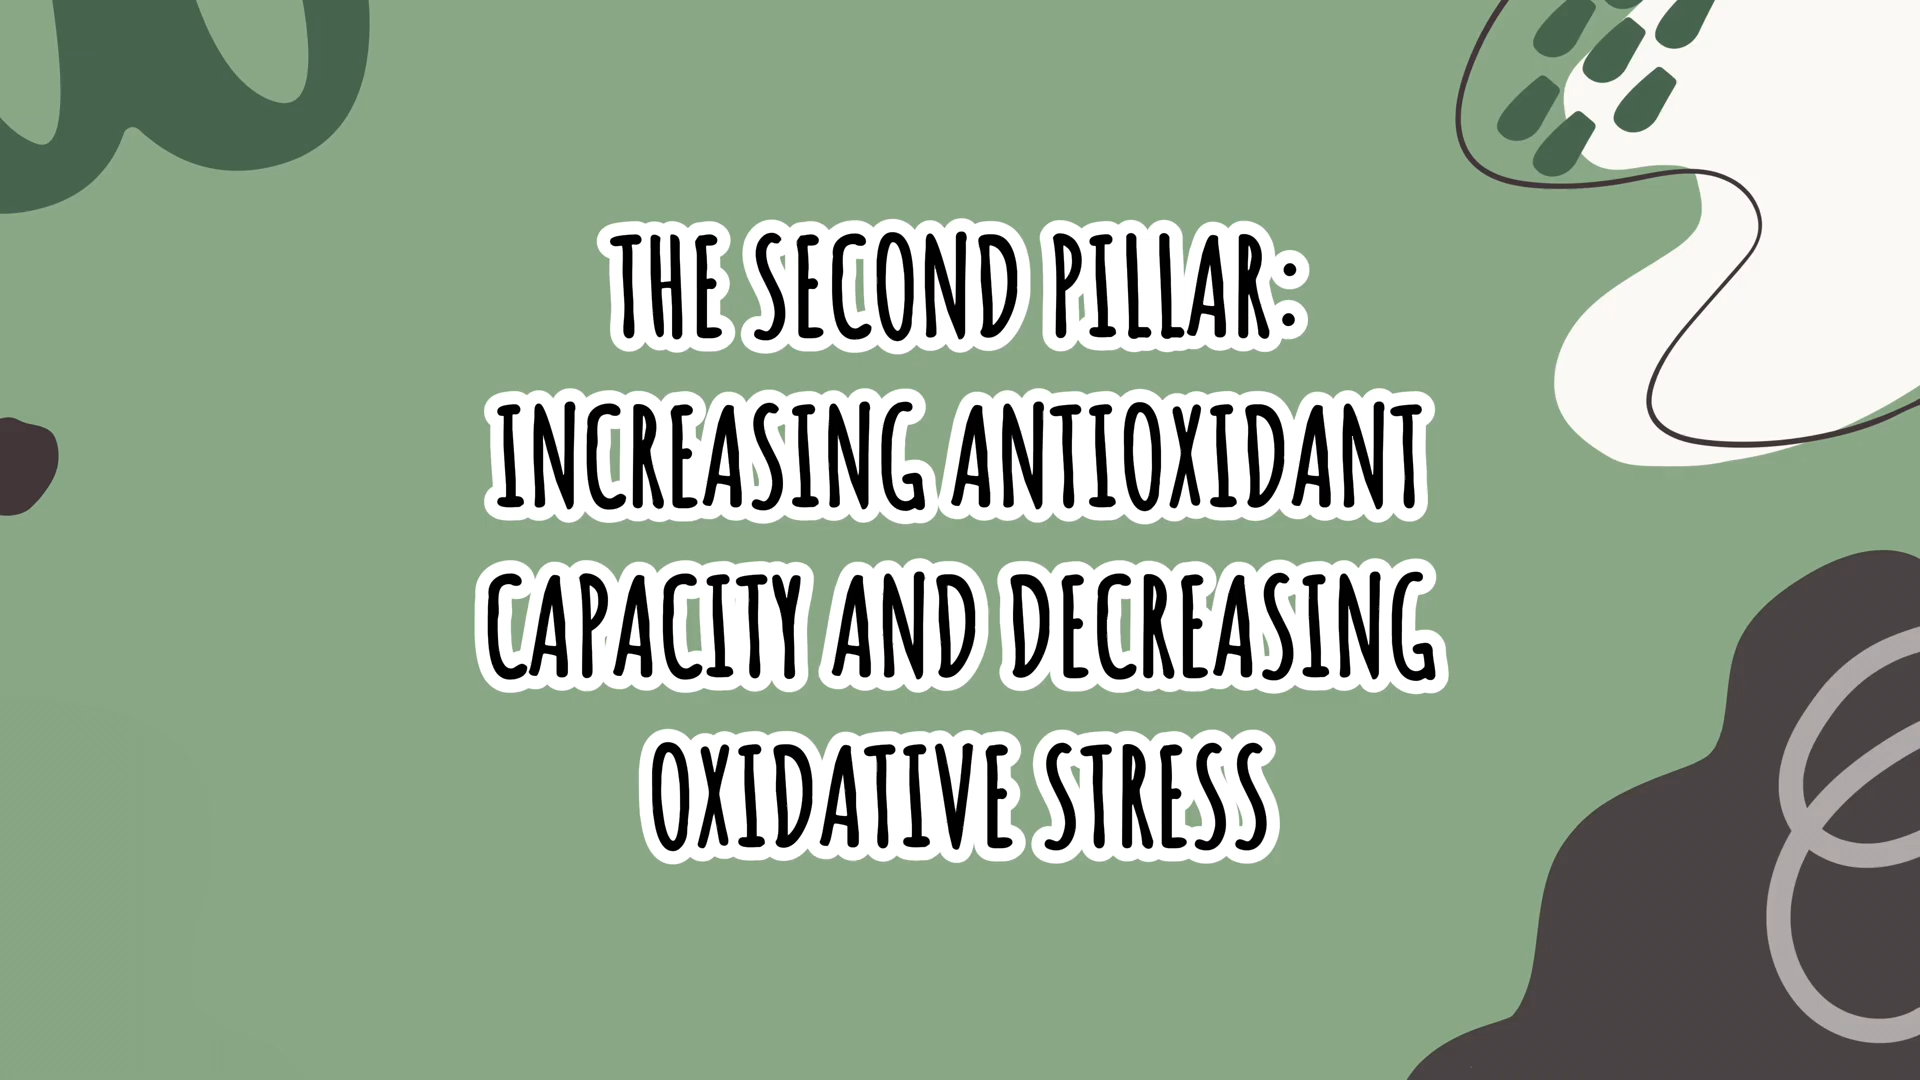 THE SECOND PILLAR:
INCREASING ANTIOXIDANT
CAPACITY AND DECREASING
OXIDATIVE STRESS